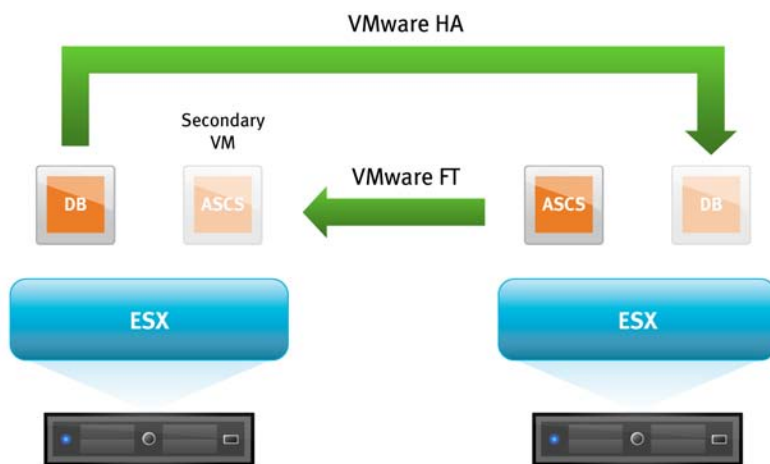 VMware HA
Secondary
VM
DB
ASCS
VMware FT
ASCS
DB
ESX
ESX